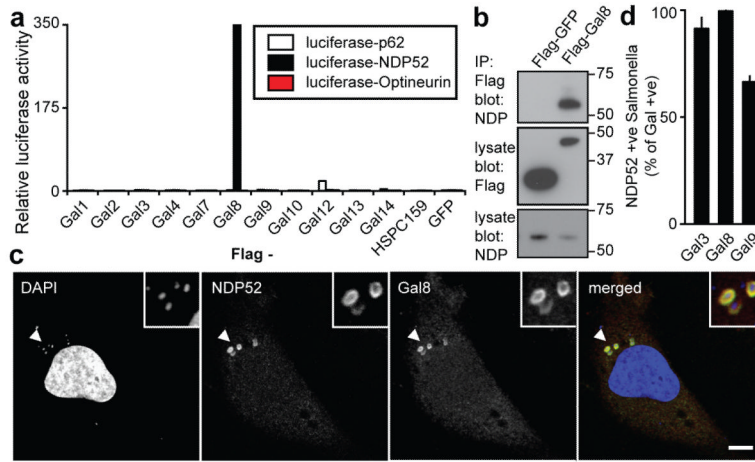 a
Relative luciferase activity
350
175
0
luciferase-p62
luciferase-NDP52
luciferase-Optineurin
Gal1
Gal2
Gal3
Gal4
Gal7
Gal8
Gal9
Gal10
Gal12
Gal13
Gal14
HSPC159
GFP
Flag -
b
Flag-GFP
Flag-Gal8
IP:
Flag
blot:
NDP
75
50
lysate
blot:
Flag
50
37
lysate
blot:
NDP
75
50
d
NDP52 +ve Salmonella
(% of Gal +ve)
100
50
0
Gal3
Gal8
Gal9
c
DAPI
NDP52
Gal8
merged